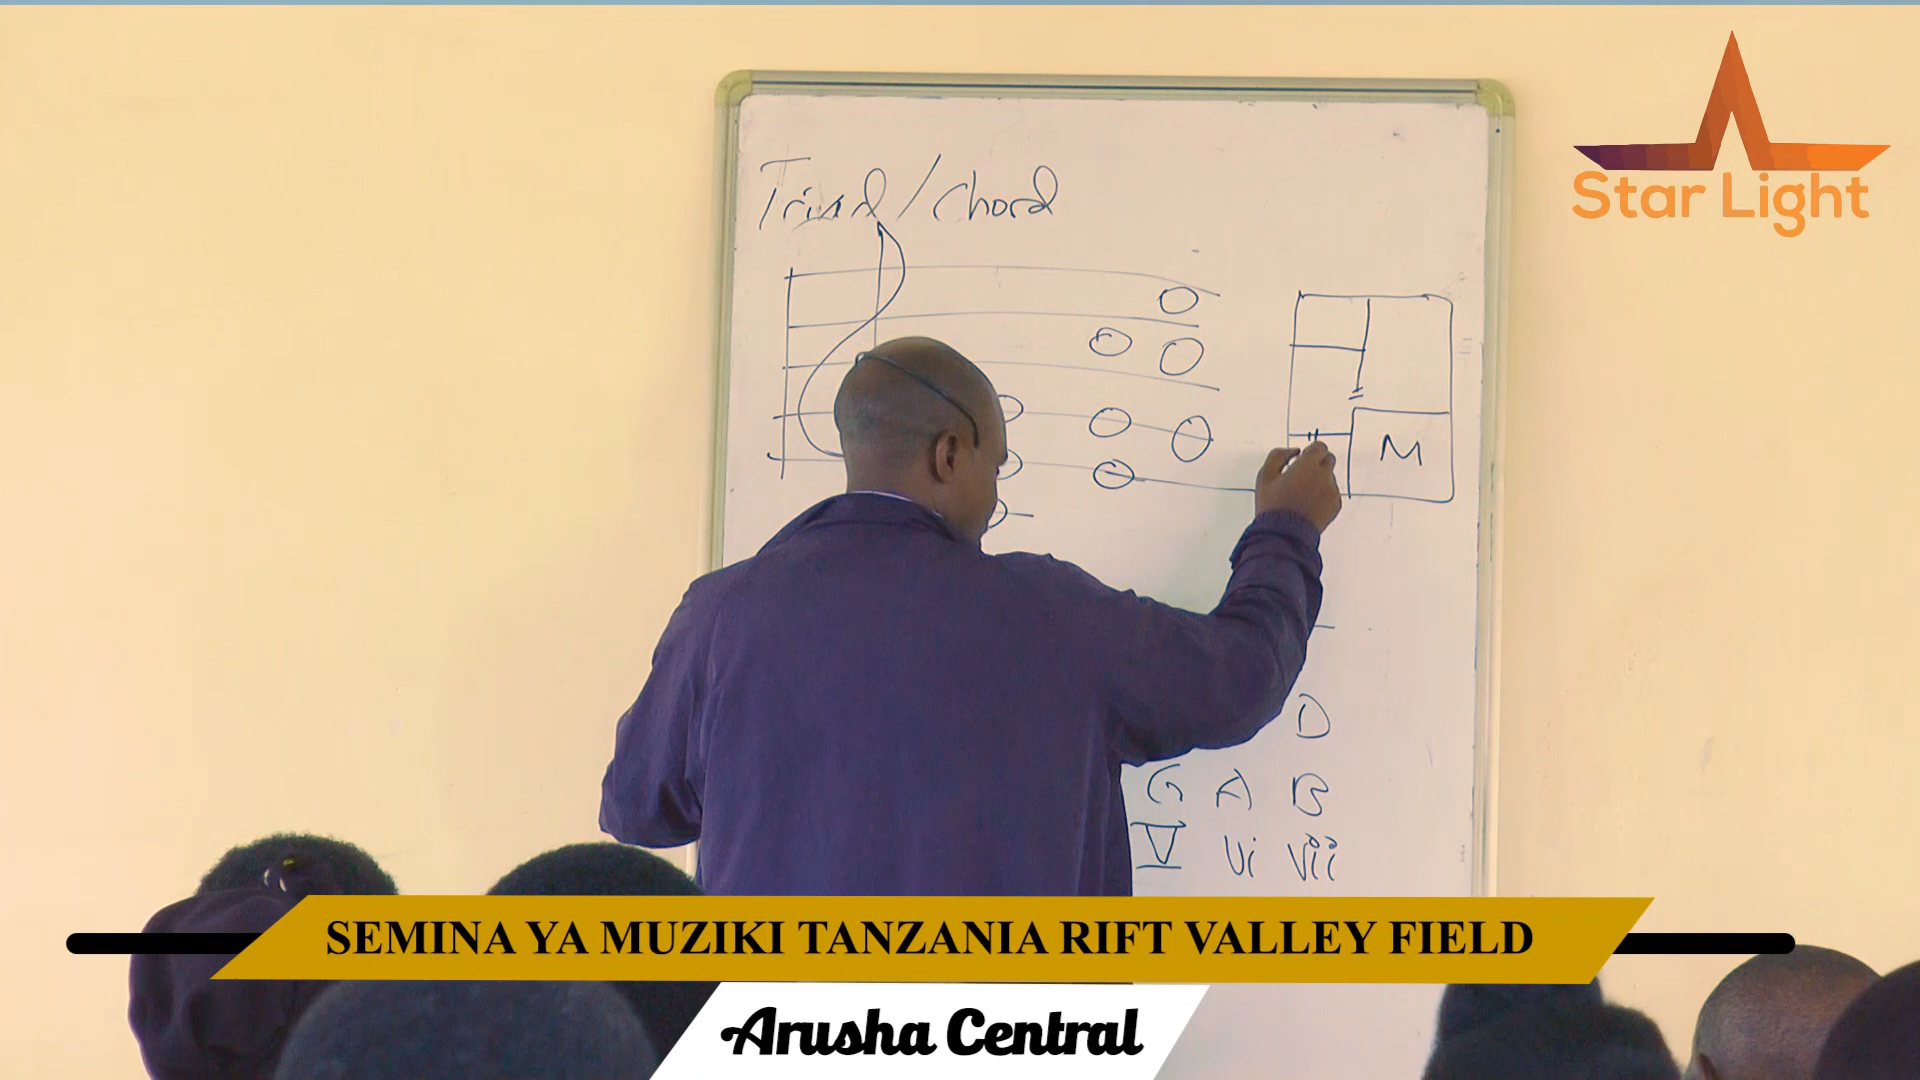 Star Light
Triad/chord
M
D
G A B
V vi vii
SEMINA YA MUZIKI TANZANIA RIFT VALLEY FIELD
Arusha Central